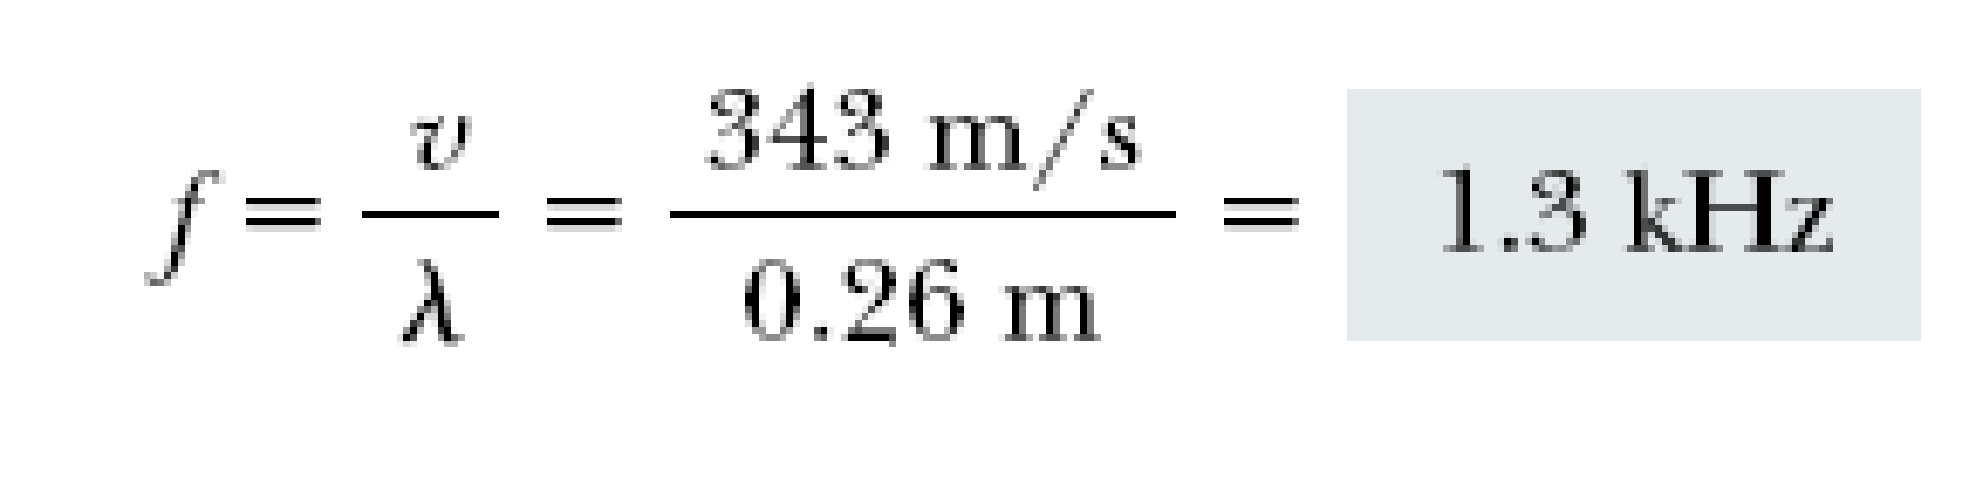 f = v/λ = 343 m/s / 0.26 m = 1.3 kHz